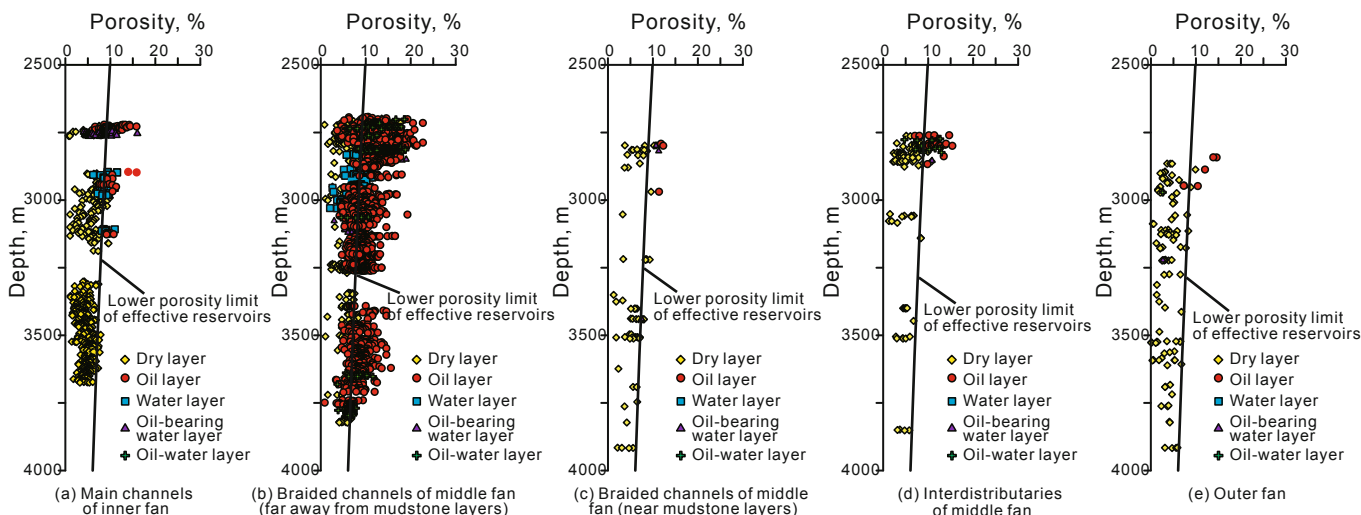 Porosity, %
0 10 20 30
2500
3000
3500
4000
Depth, m
Lower porosity limit
of effective reservoirs
Dry layer
Oil layer
Water layer
Oil-bearing
water layer
Oil-water layer
(a) Main channels
of inner fan
Porosity, %
0 10 20 30
2500
3000
3500
4000
Depth, m
Lower porosity limit
of effective reservoirs
Dry layer
Oil layer
Water layer
Oil-bearing
water layer
Oil-water layer
(b) Braided channels of middle fan
(far away from mudstone layers)
Porosity, %
0 10 20 30
2500
3000
3500
4000
Depth, m
Lower porosity limit
of effective reservoirs
Dry layer
Oil layer
Water layer
Oil-bearing
water layer
Oil-water layer
(c) Braided channels of middle
fan (near mudstone layers)
Porosity, %
0 10 20 30
2500
3000
3500
4000
Depth, m
Lower porosity limit
of effective reservoirs
Dry layer
Oil layer
Water layer
Oil-bearing
water layer
Oil-water layer
(d) Interdistributaries
of middle fan
Porosity, %
0 10 20 30
2500
3000
3500
4000
Depth, m
Lower porosity limit
of effective reservoirs
Dry layer
Oil layer
Water layer
Oil-bearing
water layer
Oil-water layer
(e) Outer fan